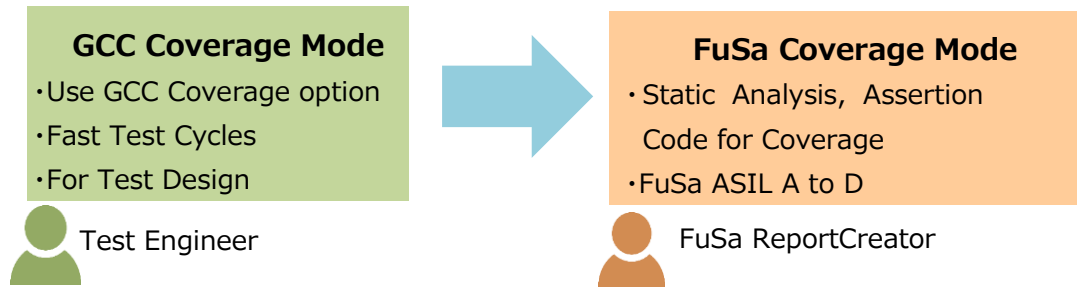 GCC Coverage Mode
・Use GCC Coverage option
・Fast Test Cycles
・For Test Design
Test Engineer
FuSa Coverage Mode
・Static Analysis, Assertion
Code for Coverage
・FuSa ASIL A to D
FuSa ReportCreator